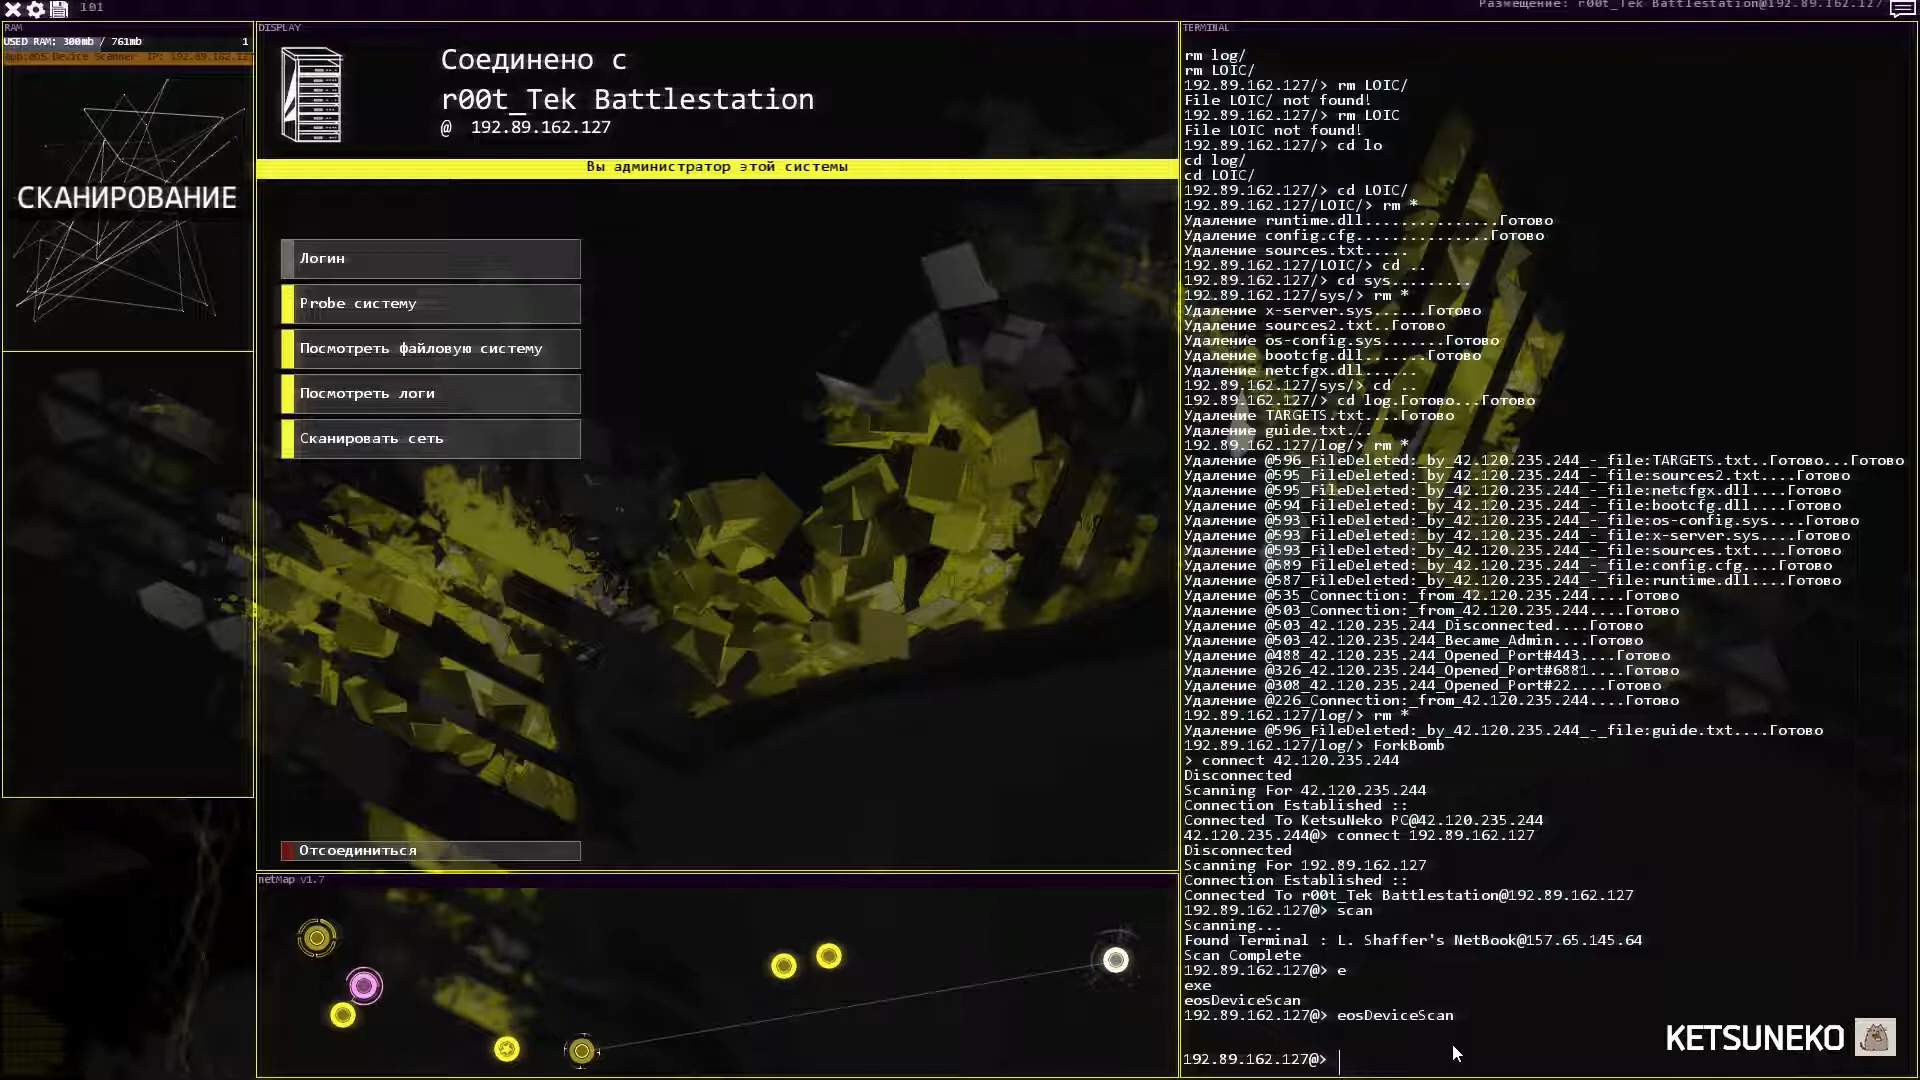 101
Размещение: r00t_Tek Battlestation@192.89.162.127
RAM
USED RAM: 300mb / 761mb 1
СКАНИРОВАНИЕ
DISPLAY
Соединено с
r00t_Tek Battlestation
@ 192.89.162.127
Вы администратор этой системы
Логин
Probe систему
Посмотреть файловую систему
Посмотреть логи
Сканировать сеть
Отсоединиться
netMap v1.7
TERMINAL
rm log/
rm LOIC/
192.89.162.127/> rm LOIC/
File LOIC/ not found!
192.89.162.127/> rm LOIC
File LOIC not found!
192.89.162.127/> cd lo
cd log/
cd LOIC/
192.89.162.127/> cd LOIC/
192.89.162.127/LOIC/> rm *
Удаление runtime.dll...............Готово
Удаление config.cfg...............Готово
Удаление sources.txt.....
192.89.162.127/LOIC/> cd ..
192.89.162.127/> cd sys.........
192.89.162.127/sys/> rm *
Удаление x-server.sys......Готово
Удаление sources2.txt..Готово
Удаление os-config.sys.......Готово
Удаление bootcfg.dll.......Готово
Удаление netcfgx.dll......
192.89.162.127/sys/> cd ..
192.89.162.127/> cd log.Готово...Готово
Удаление TARGETS.txt....Готово
Удаление guide.txt...
192.89.162.127/log/> rm *
Удаление @596_FileDeleted:_by_42.120.235.244_-_file:TARGETS.txt..Готово...Готово
Удаление @595_FileDeleted:_by_42.120.235.244_-_file:sources2.txt....Готово
Удаление @595_FileDeleted:_by_42.120.235.244_-_file:netcfgx.dll....Готово
Удаление @594_FileDeleted:_by_42.120.235.244_-_file:bootcfg.dll....Готово
Удаление @593_FileDeleted:_by_42.120.235.244_-_file:os-config.sys....Готово
Удаление @593_FileDeleted:_by_42.120.235.244_-_file:x-server.sys....Готово
Удаление @593_FileDeleted:_by_42.120.235.244_-_file:sources.txt....Готово
Удаление @589_FileDeleted:_by_42.120.235.244_-_file:config.cfg....Готово
Удаление @587_FileDeleted:_by_42.120.235.244_-_file:runtime.dll....Готово
Удаление @535_Connection:_from_42.120.235.244....Готово
Удаление @503_Connection:_from_42.120.235.244....Готово
Удаление @503_42.120.235.244_Disconnected....Готово
Удаление @503_42.120.235.244_Became_Admin....Готово
Удаление @488_42.120.235.244_Opened_Port#443....Готово
Удаление @326_42.120.235.244_Opened_Port#6881....Готово
Удаление @308_42.120.235.244_Opened_Port#22....Готово
Удаление @226_Connection:_from_42.120.235.244....Готово
192.89.162.127/log/> rm *
Удаление @596_FileDeleted:_by_42.120.235.244_-_file:guide.txt....Готово
192.89.162.127/log/> ForkBomb
> connect 42.120.235.244
Disconnected
Scanning For 42.120.235.244
Connection Established ::
Connected To KetsuNeko PC@42.120.235.244
42.120.235.244@> connect 192.89.162.127
Disconnected
Scanning For 192.89.162.127
Connection Established ::
Connected To r00t_Tek Battlestation@192.89.162.127
192.89.162.127@> scan
Scanning...
Found Terminal : L. Shaffer's NetBook@157.65.145.64
Scan Complete
192.89.162.127@> e
exe
eosDeviceScan
192.89.162.127@> eosDeviceScan
192.89.162.127@>
KETSUNEKO